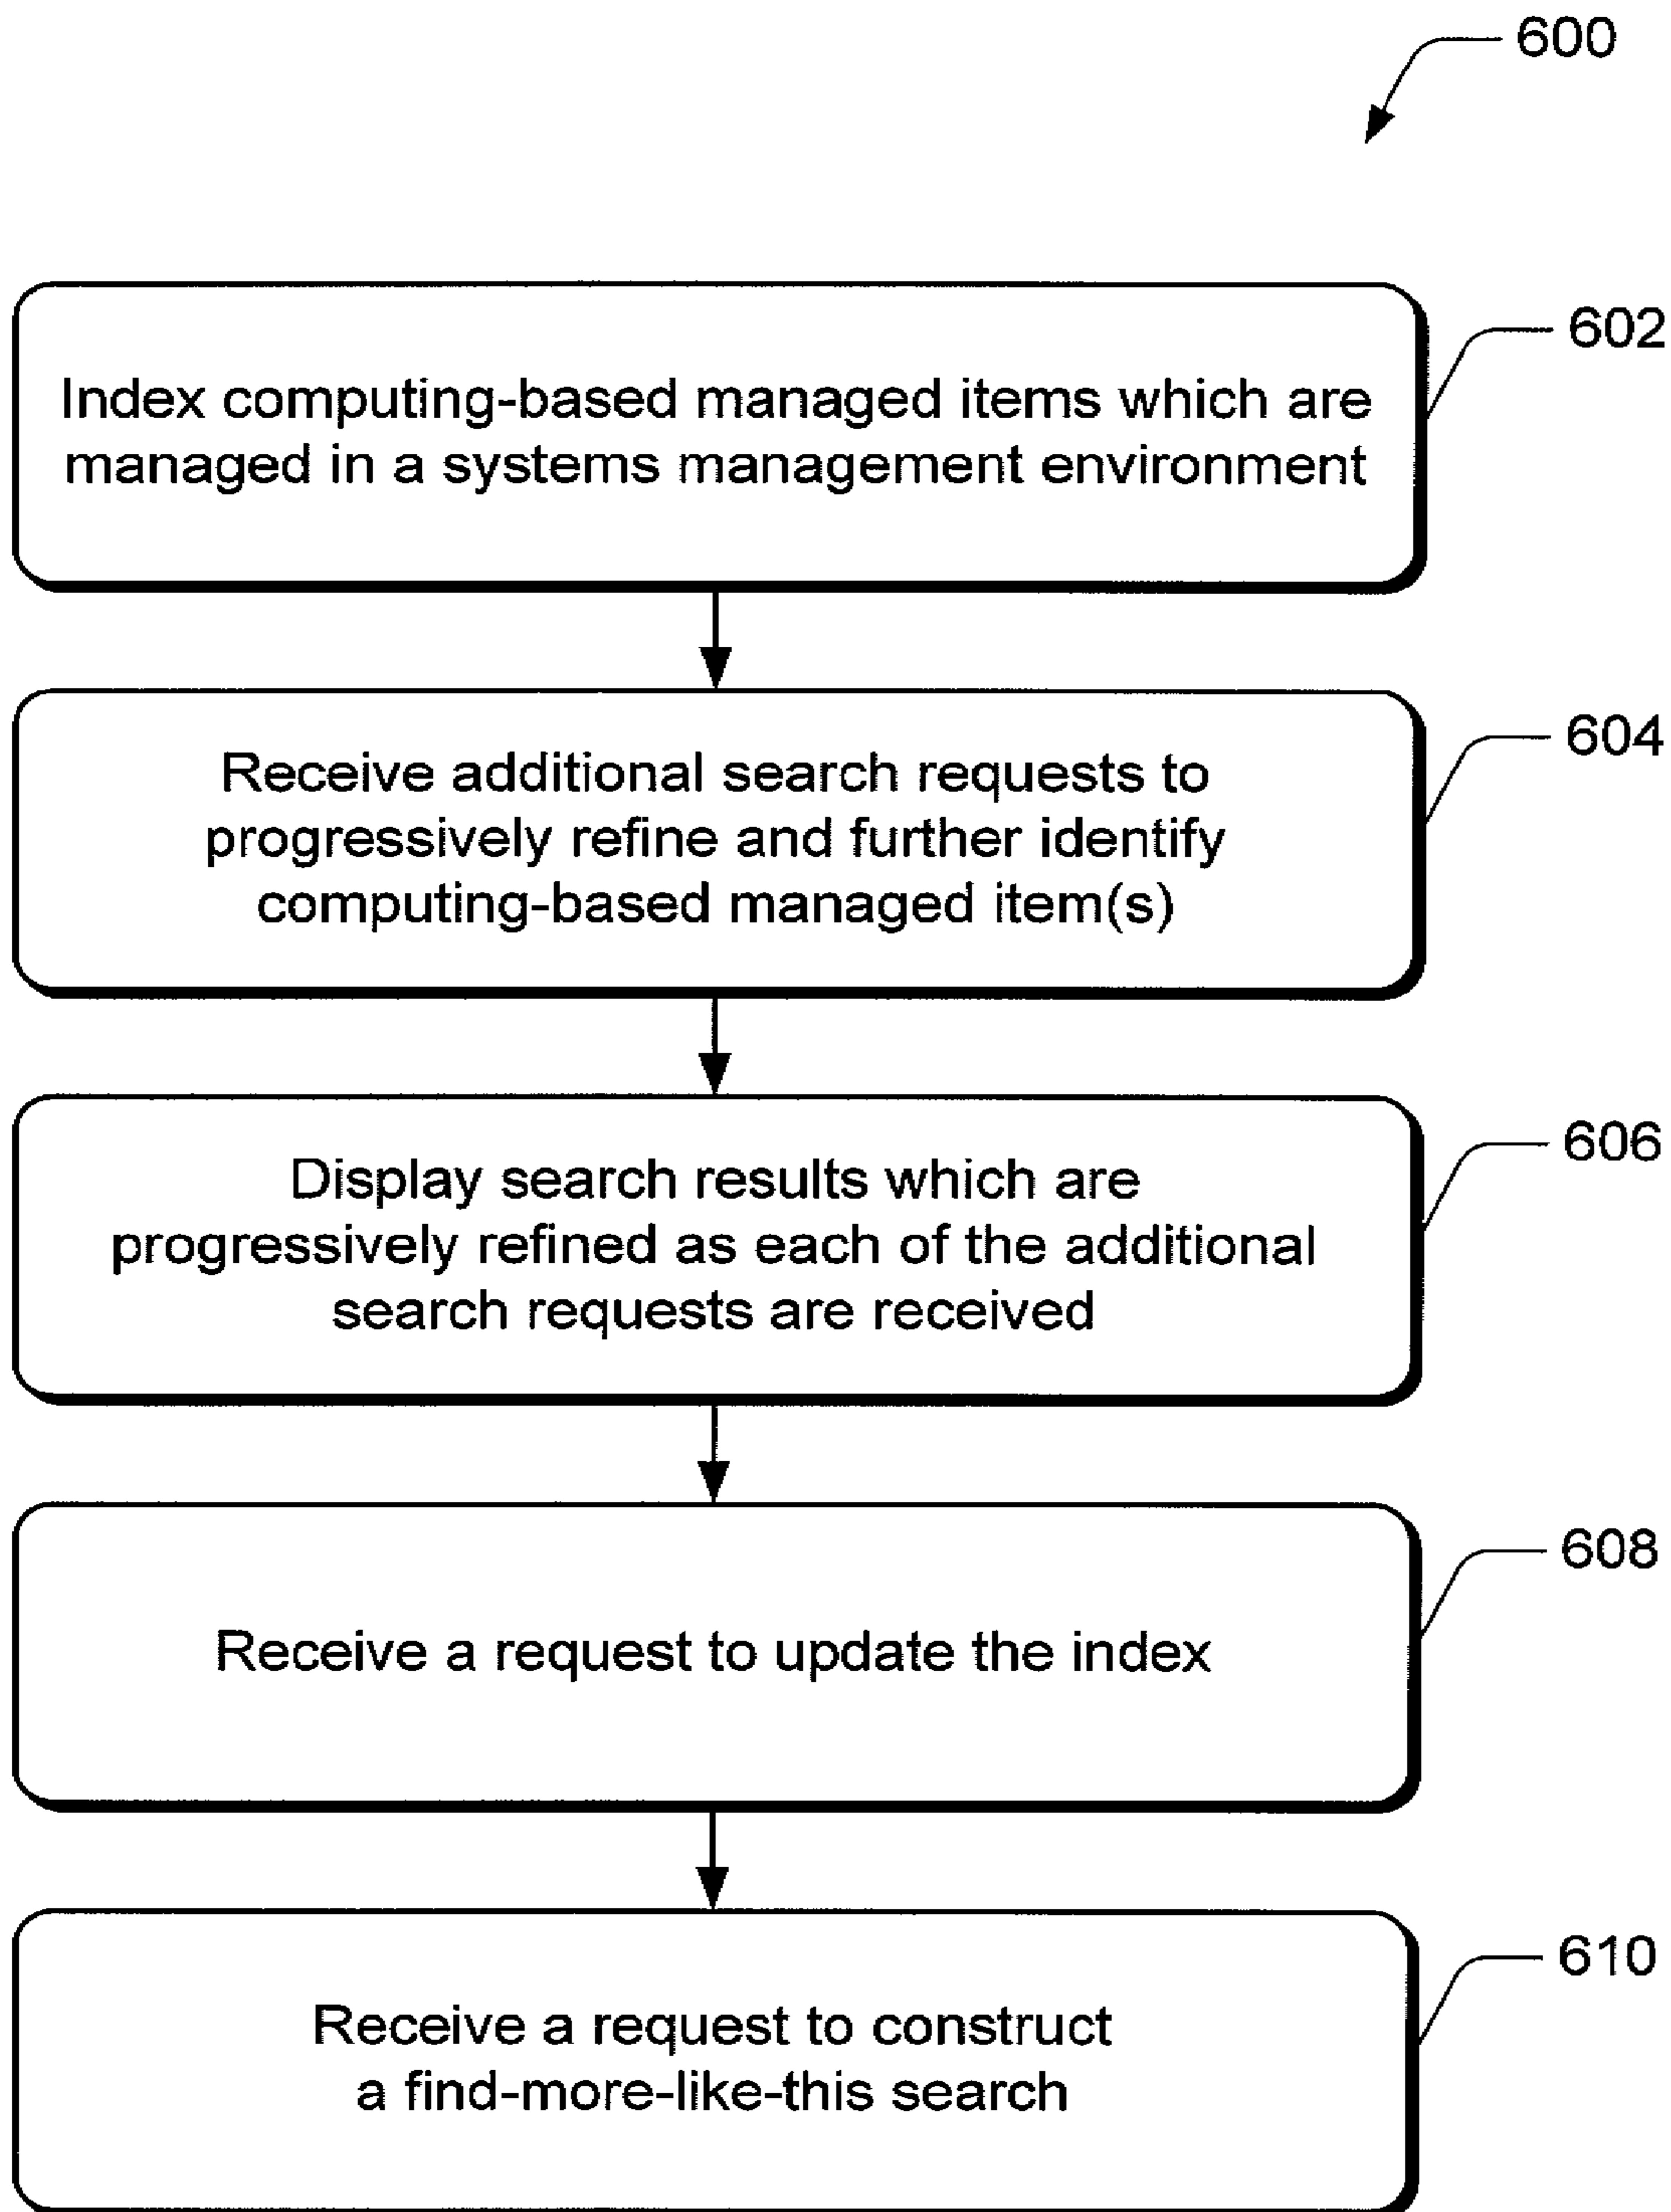 600
Index computing-based managed items which are
managed in a systems management environment
602
Receive additional search requests to
progressively refine and further identify
computing-based managed item(s)
604
Display search results which are
progressively refined as each of the additional
search requests are received
606
Receive a request to update the index
608
Receive a request to construct
a find-more-like-this search
610